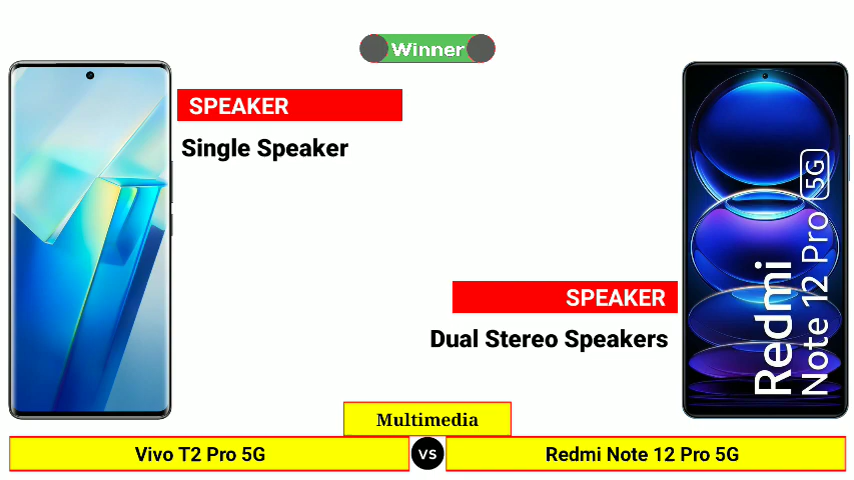 Winner
SPEAKER
Single Speaker
SPEAKER
Dual Stereo Speakers
Redmi
Note 12 Pro 5G
Multimedia
Vivo T2 Pro 5G
VS
Redmi Note 12 Pro 5G